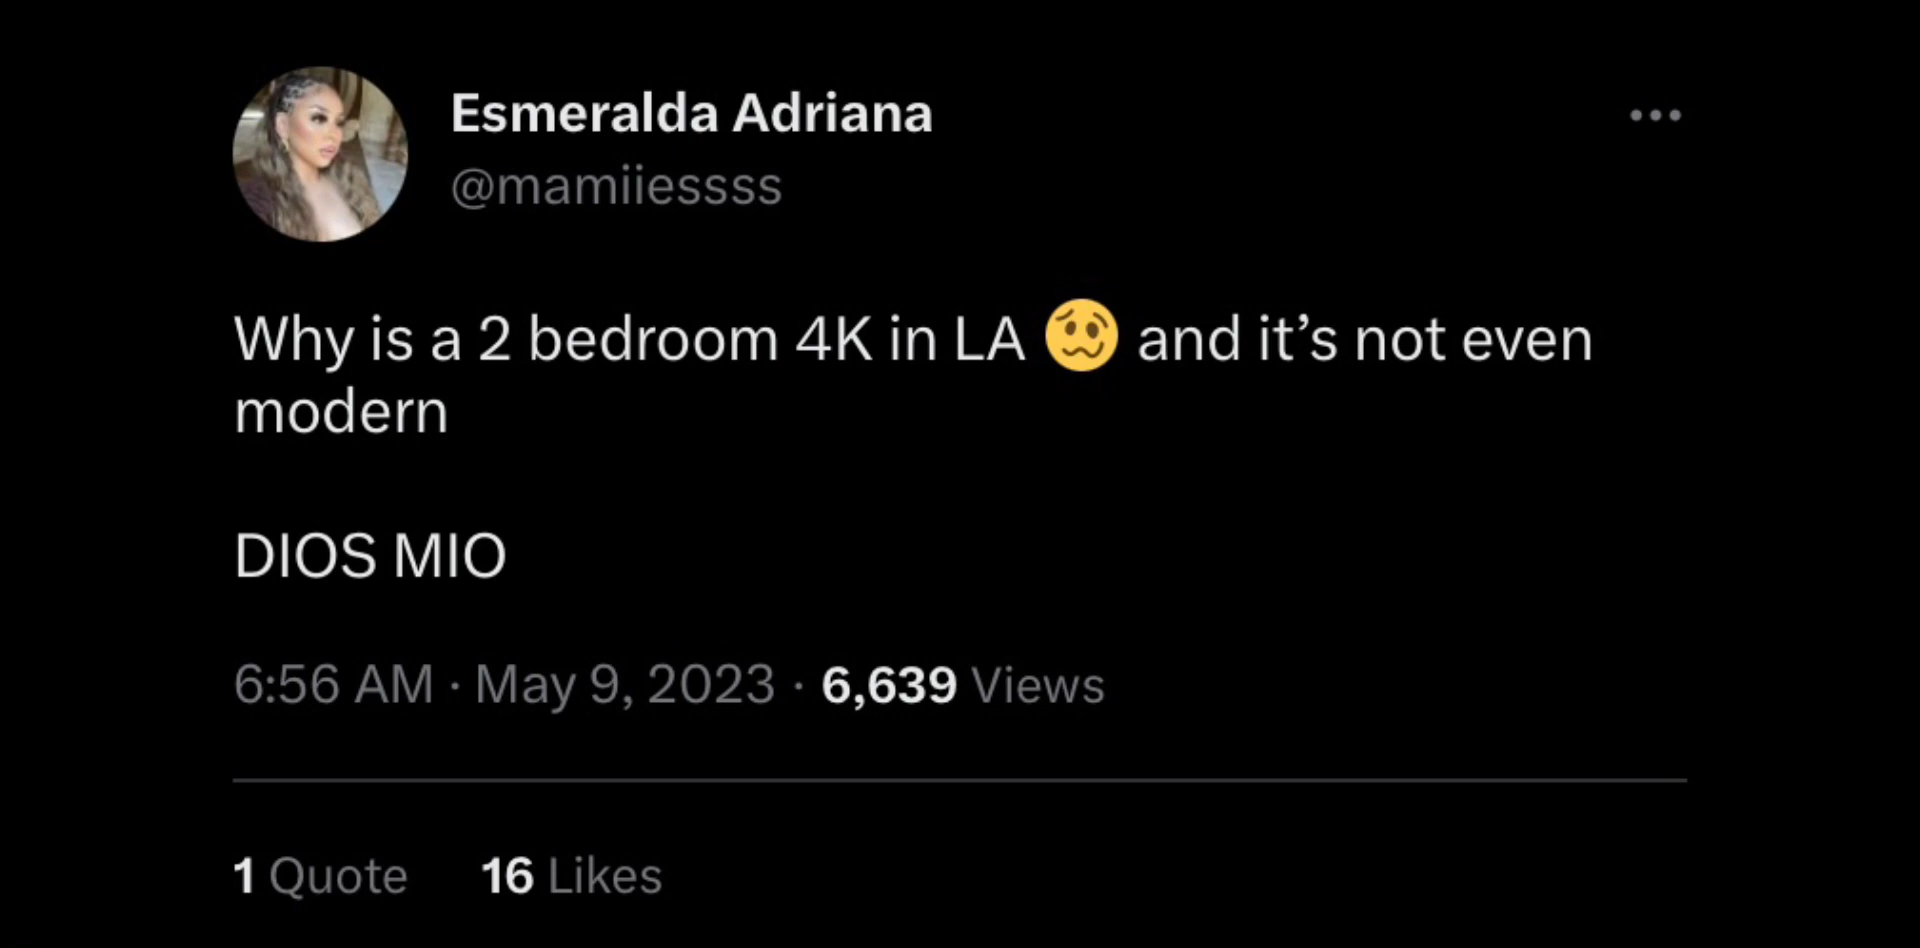 Esmeralda Adriana
@mamiiessss
Why is a 2 bedroom 4K in LA 🥴 and it’s not even
modern
DIOS MIO
6:56 AM · May 9, 2023 · 6,639 Views
1 Quote 16 Likes